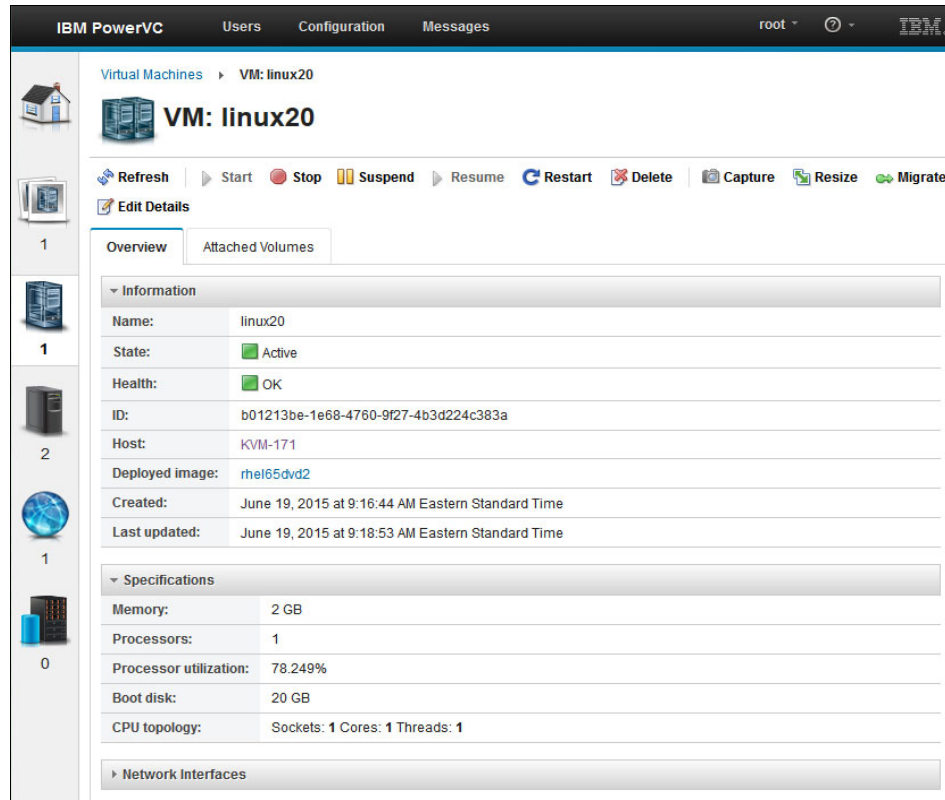 IBM PowerVC Users Configuration Messages root ? IBM.
Virtual Machines ▸ VM: linux20
VM: linux20
Refresh Start Stop Suspend Resume Restart Delete Capture Resize Migrate
Edit Details
Overview Attached Volumes
Information
Name: linux20
State: Active
Health: OK
ID: b01213be-1e68-4760-9f27-4b3d224c383a
Host: KVM-171
Deployed image: rhel65dvd2
Created: June 19, 2015 at 9:16:44 AM Eastern Standard Time
Last updated: June 19, 2015 at 9:18:53 AM Eastern Standard Time
Specifications
Memory: 2 GB
Processors: 1
Processor utilization: 78.249%
Boot disk: 20 GB
CPU topology: Sockets: 1 Cores: 1 Threads: 1
Network Interfaces
1
1
2
1
0